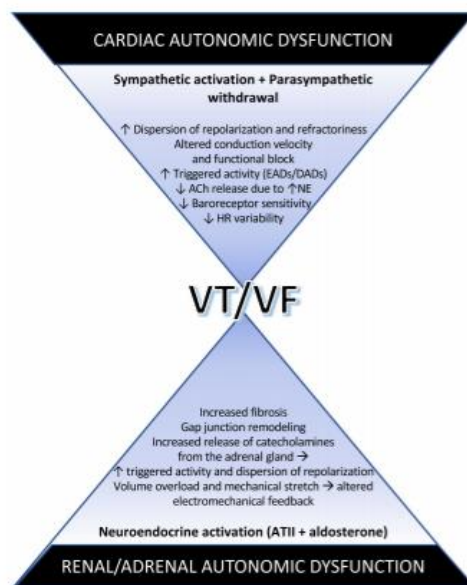 CARDIAC AUTONOMIC DYSFUNCTION
Sympathetic activation + Parasympathetic
withdrawal
↑ Dispersion of repolarization and refractoriness
Altered conduction velocity
and functional block
↑ Triggered activity (EADs/DADs)
↓ ACh release due to ↑NE
↓ Baroreceptor sensitivity
↓ HR variability
VT/VF
Increased fibrosis
Gap junction remodeling
Increased release of catecholamines
from the adrenal gland →
↑ triggered activity and dispersion of repolarization
Volume overload and mechanical stretch → altered
electromechanical feedback
Neuroendocrine activation (ATII + aldosterone)
RENAL/ADRENAL AUTONOMIC DYSFUNCTION